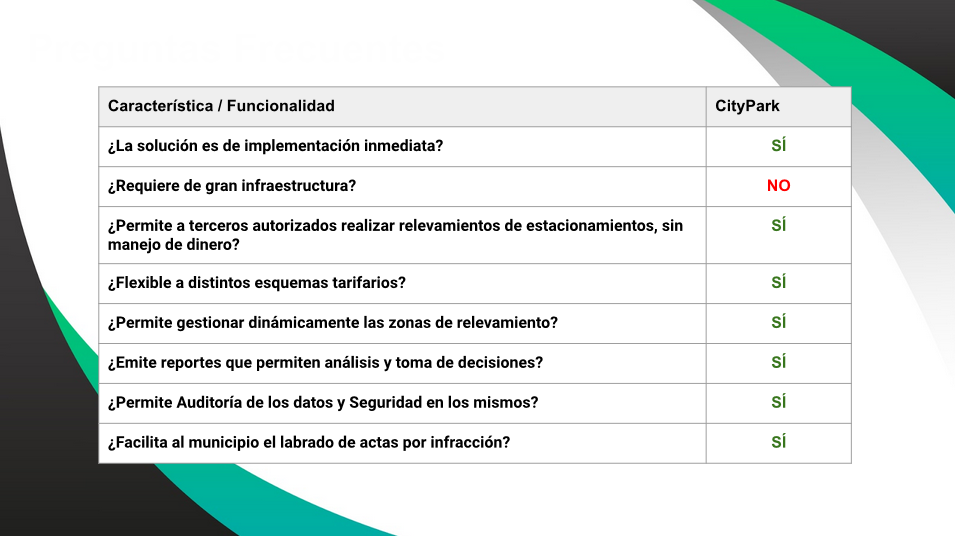 Característica / Funcionalidad CityPark
¿La solución es de implementación inmediata? SÍ
¿Requiere de gran infraestructura? NO
¿Permite a terceros autorizados realizar relevamientos de estacionamientos, sin SÍ
manejo de dinero?
¿Flexible a distintos esquemas tarifarios? SÍ
¿Permite gestionar dinámicamente las zonas de relevamiento? SÍ
¿Emite reportes que permiten análisis y toma de decisiones? SÍ
¿Permite Auditoría de los datos y Seguridad en los mismos? SÍ
¿Facilita al municipio el labrado de actas por infracción? SÍ